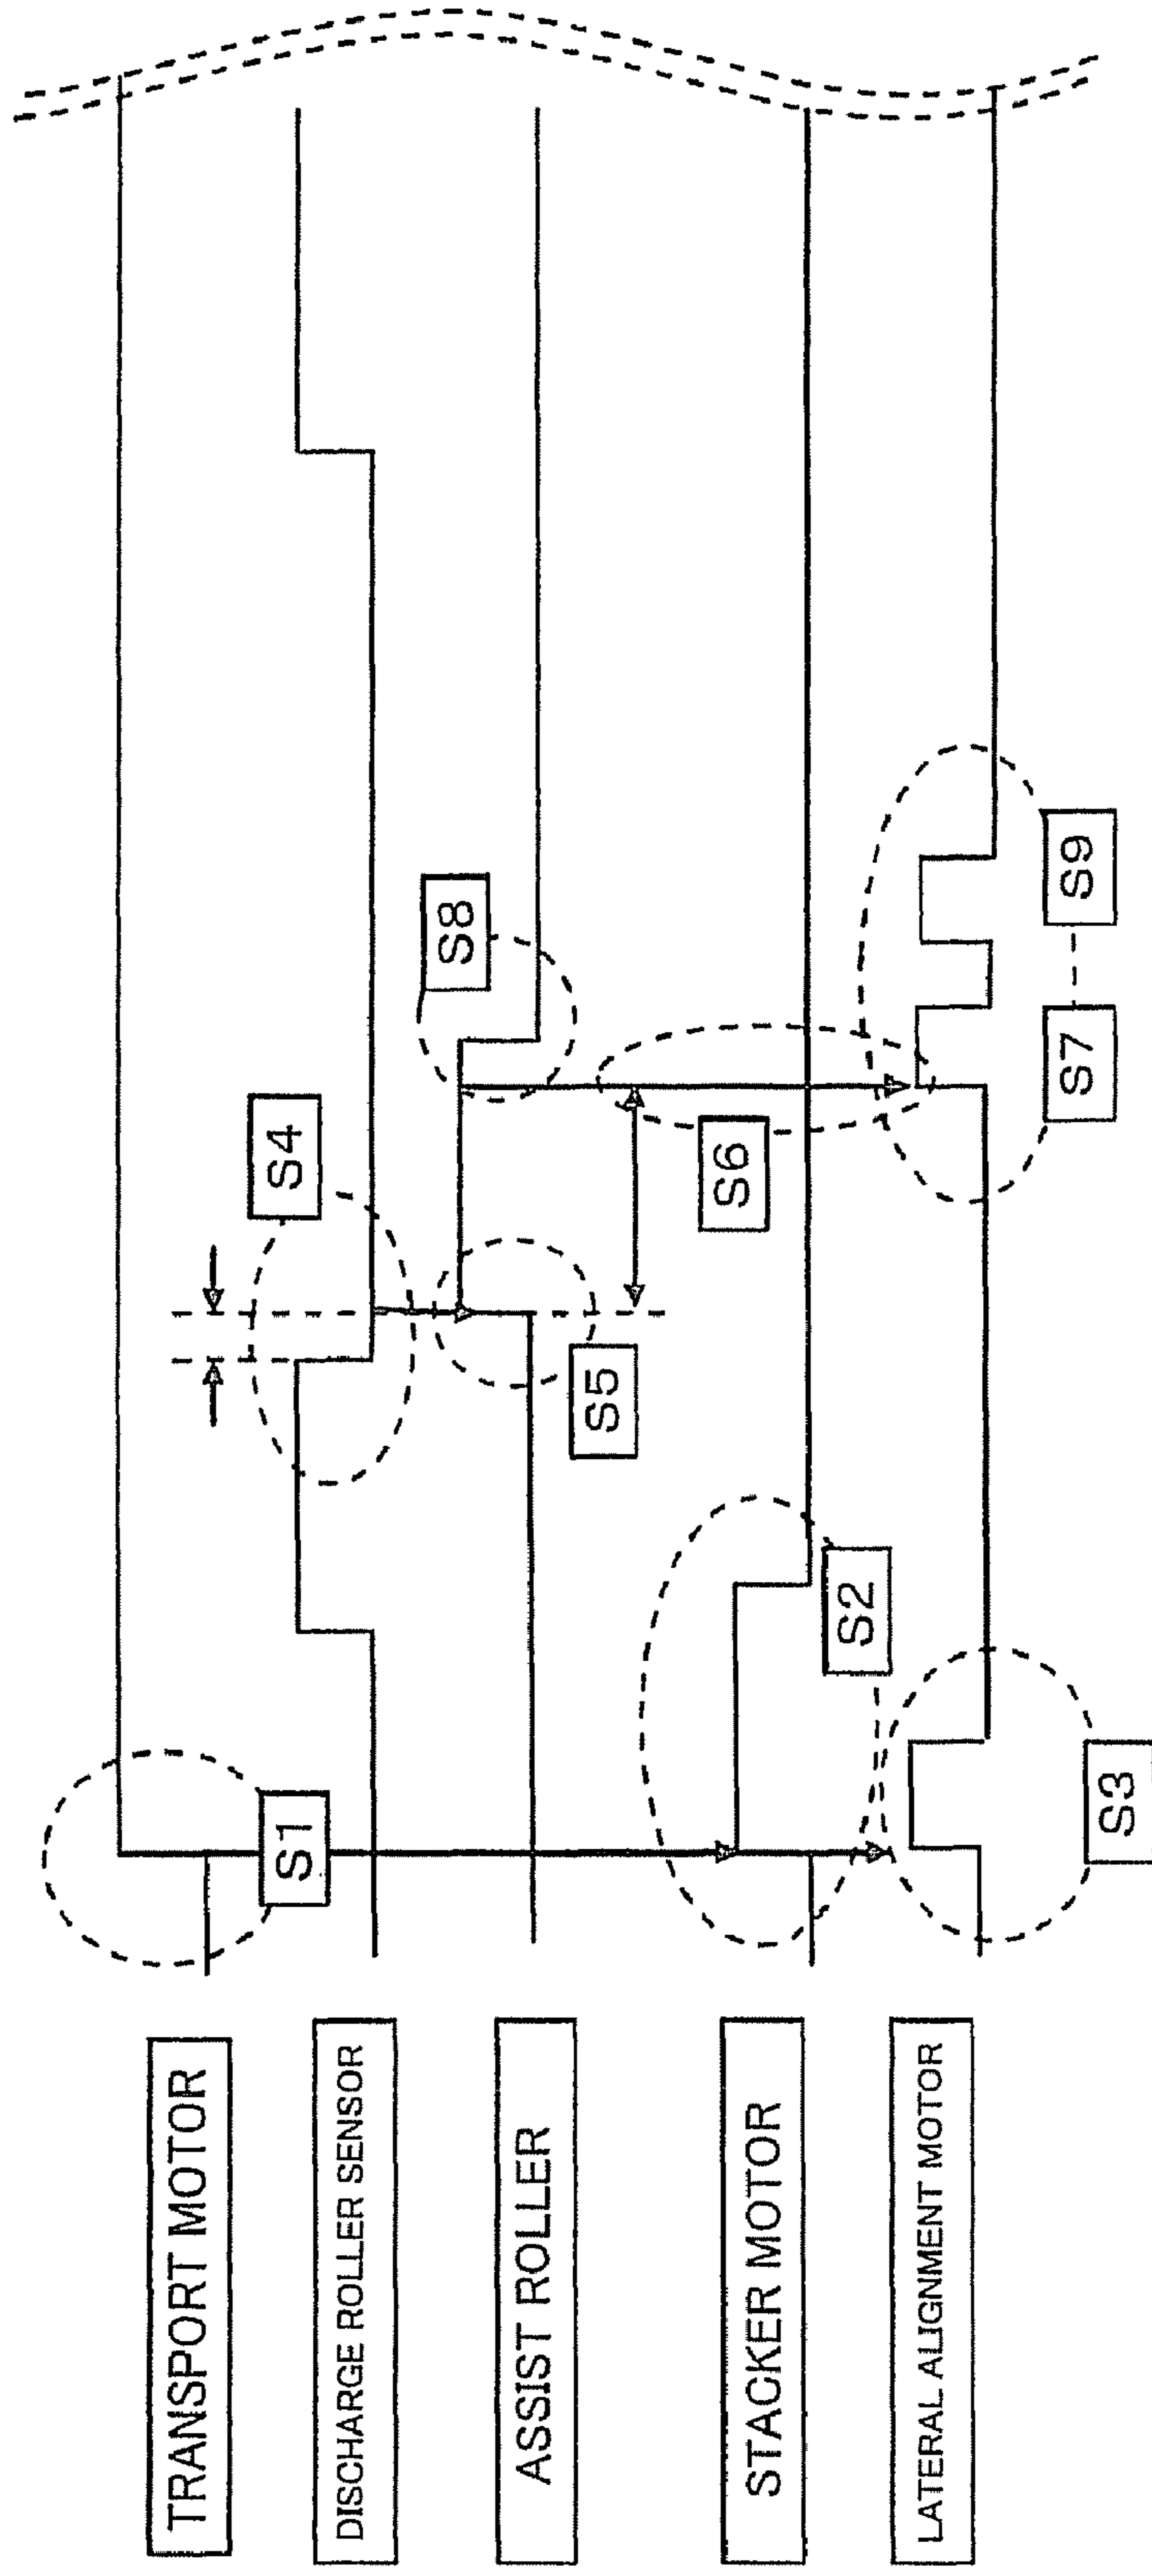 TRANSPORT MOTOR
S1
DISCHARGE ROLLER SENSOR
S4
ASSIST ROLLER
S5
S8
STACKER MOTOR
S2
S6
LATERAL ALIGNMENT MOTOR
S3
S7
S9